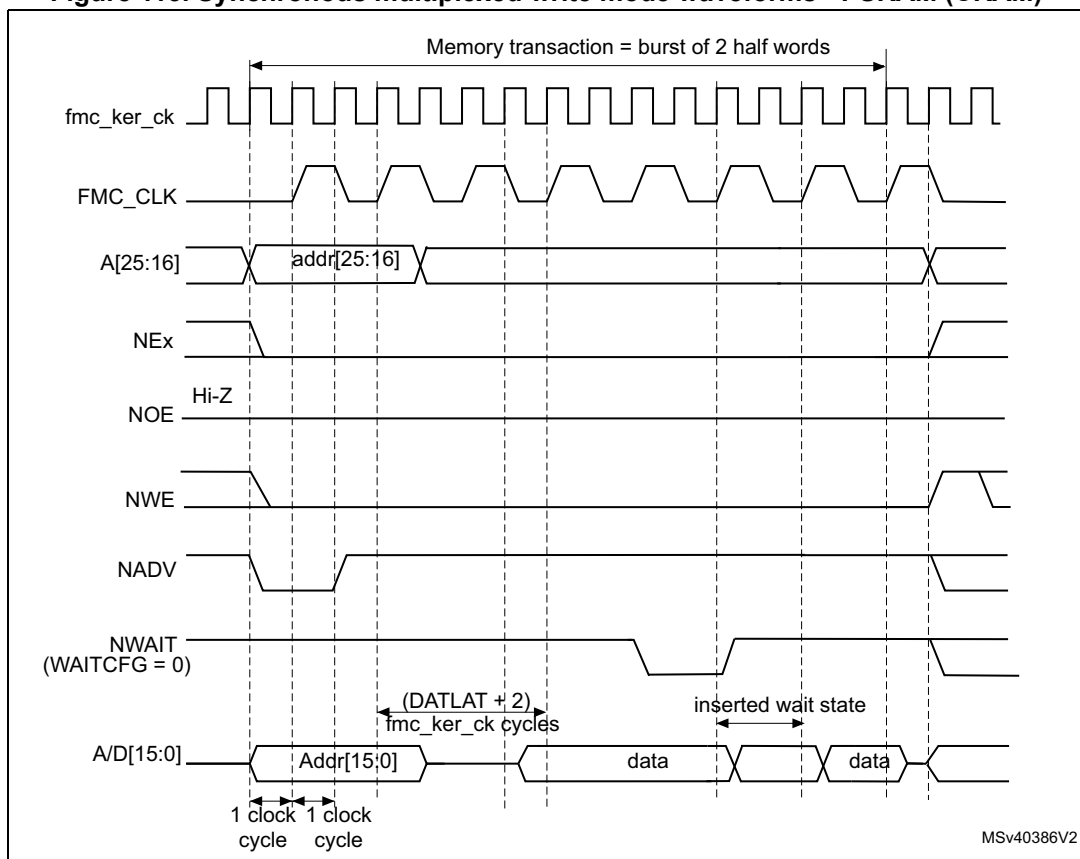 Figure 118. Synchronous multiplexed write mode waveforms - PSRAM (CRAM)
Memory transaction = burst of 2 half words
fmc_ker_ck
FMC_CLK
A[25:16]
addr[25:16]
NEx
Hi-Z
NOE
NWE
NADV
NWAIT
(WAITCFG = 0)
(DATLAT + 2)
fmc_ker_ck cycles
inserted wait state
A/D[15:0]
Addr[15:0]
data
data
1 clock
cycle
1 clock
cycle
MSv40386V2